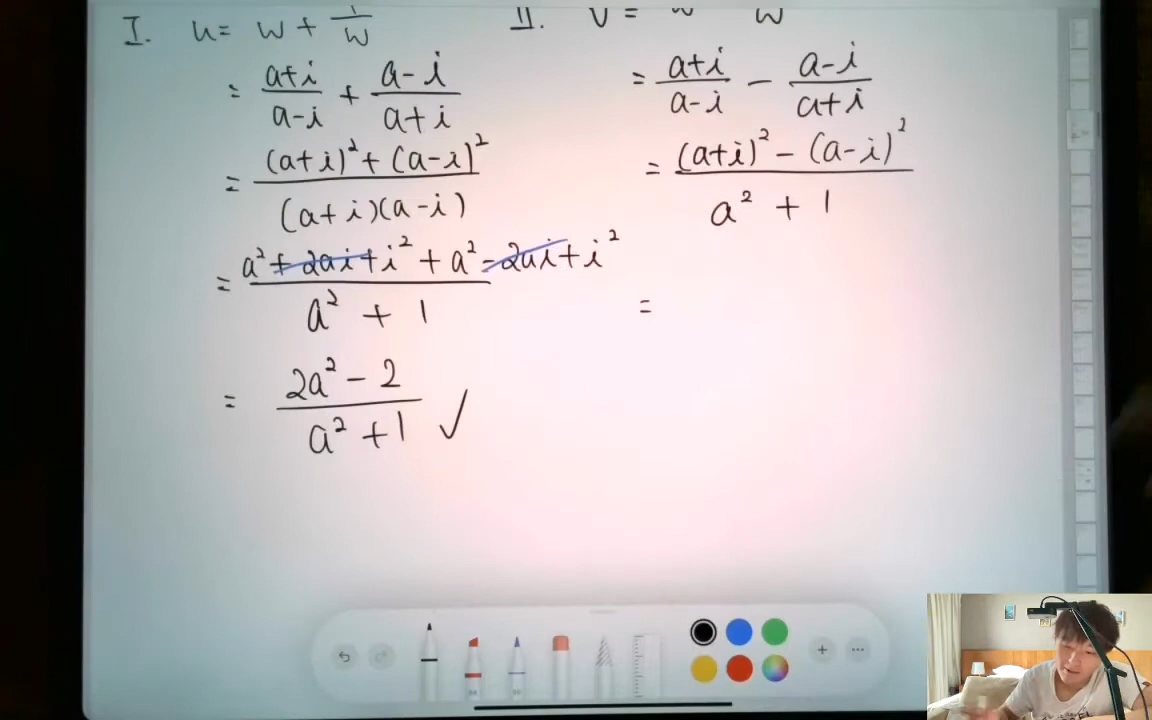 I. u = w + 1/w
= (a+i)/(a-i) + (a-i)/(a+i)
= ((a+i)² + (a-i)²)/((a+i)(a-i))
= (a² + 2ai + i² + a² - 2ai + i²)/(a² + 1)
= (2a² - 2)/(a² + 1) ✓
II. v = w w
= (a+i)/(a-i) - (a-i)/(a+i)
= ((a+i)² - (a-i)²)/(a² + 1)
=